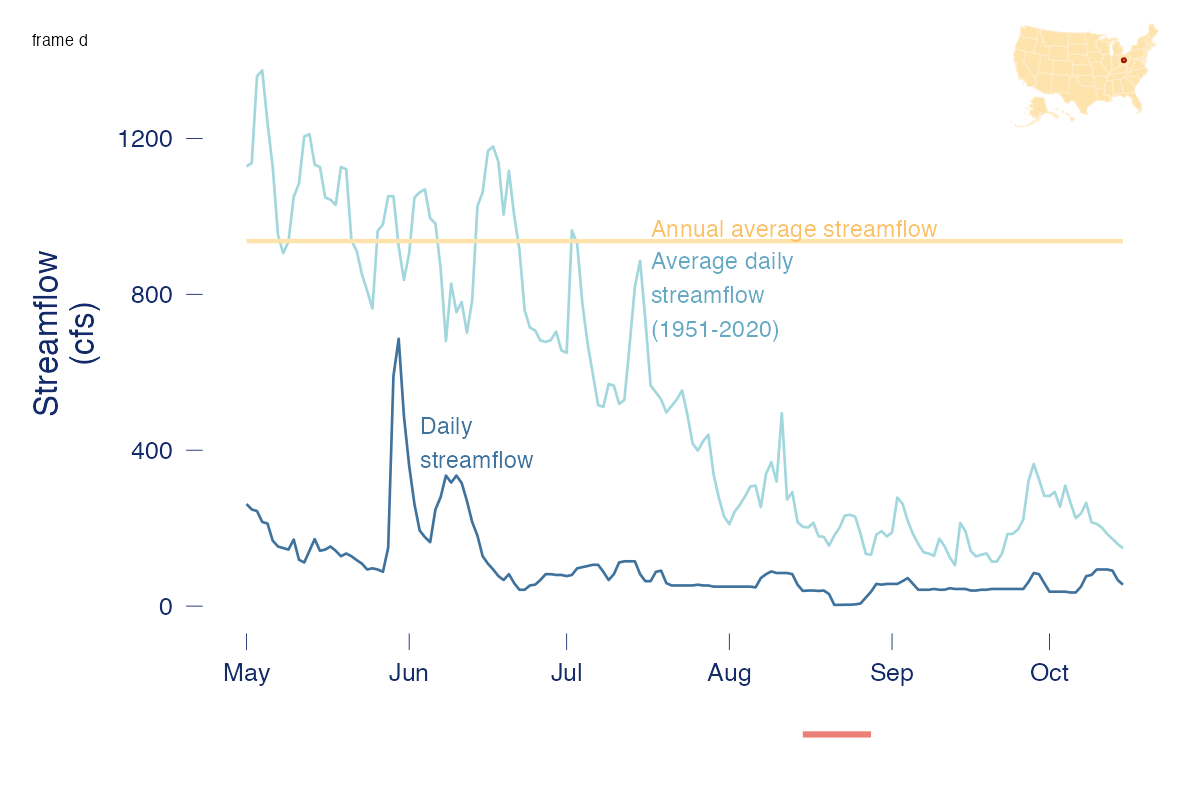 frame d
1200
800
400
0
Streamflow
(cfs)
Annual average streamflow
Average daily
streamflow
(1951-2020)
Daily
streamflow
May
Jun
Jul
Aug
Sep
Oct